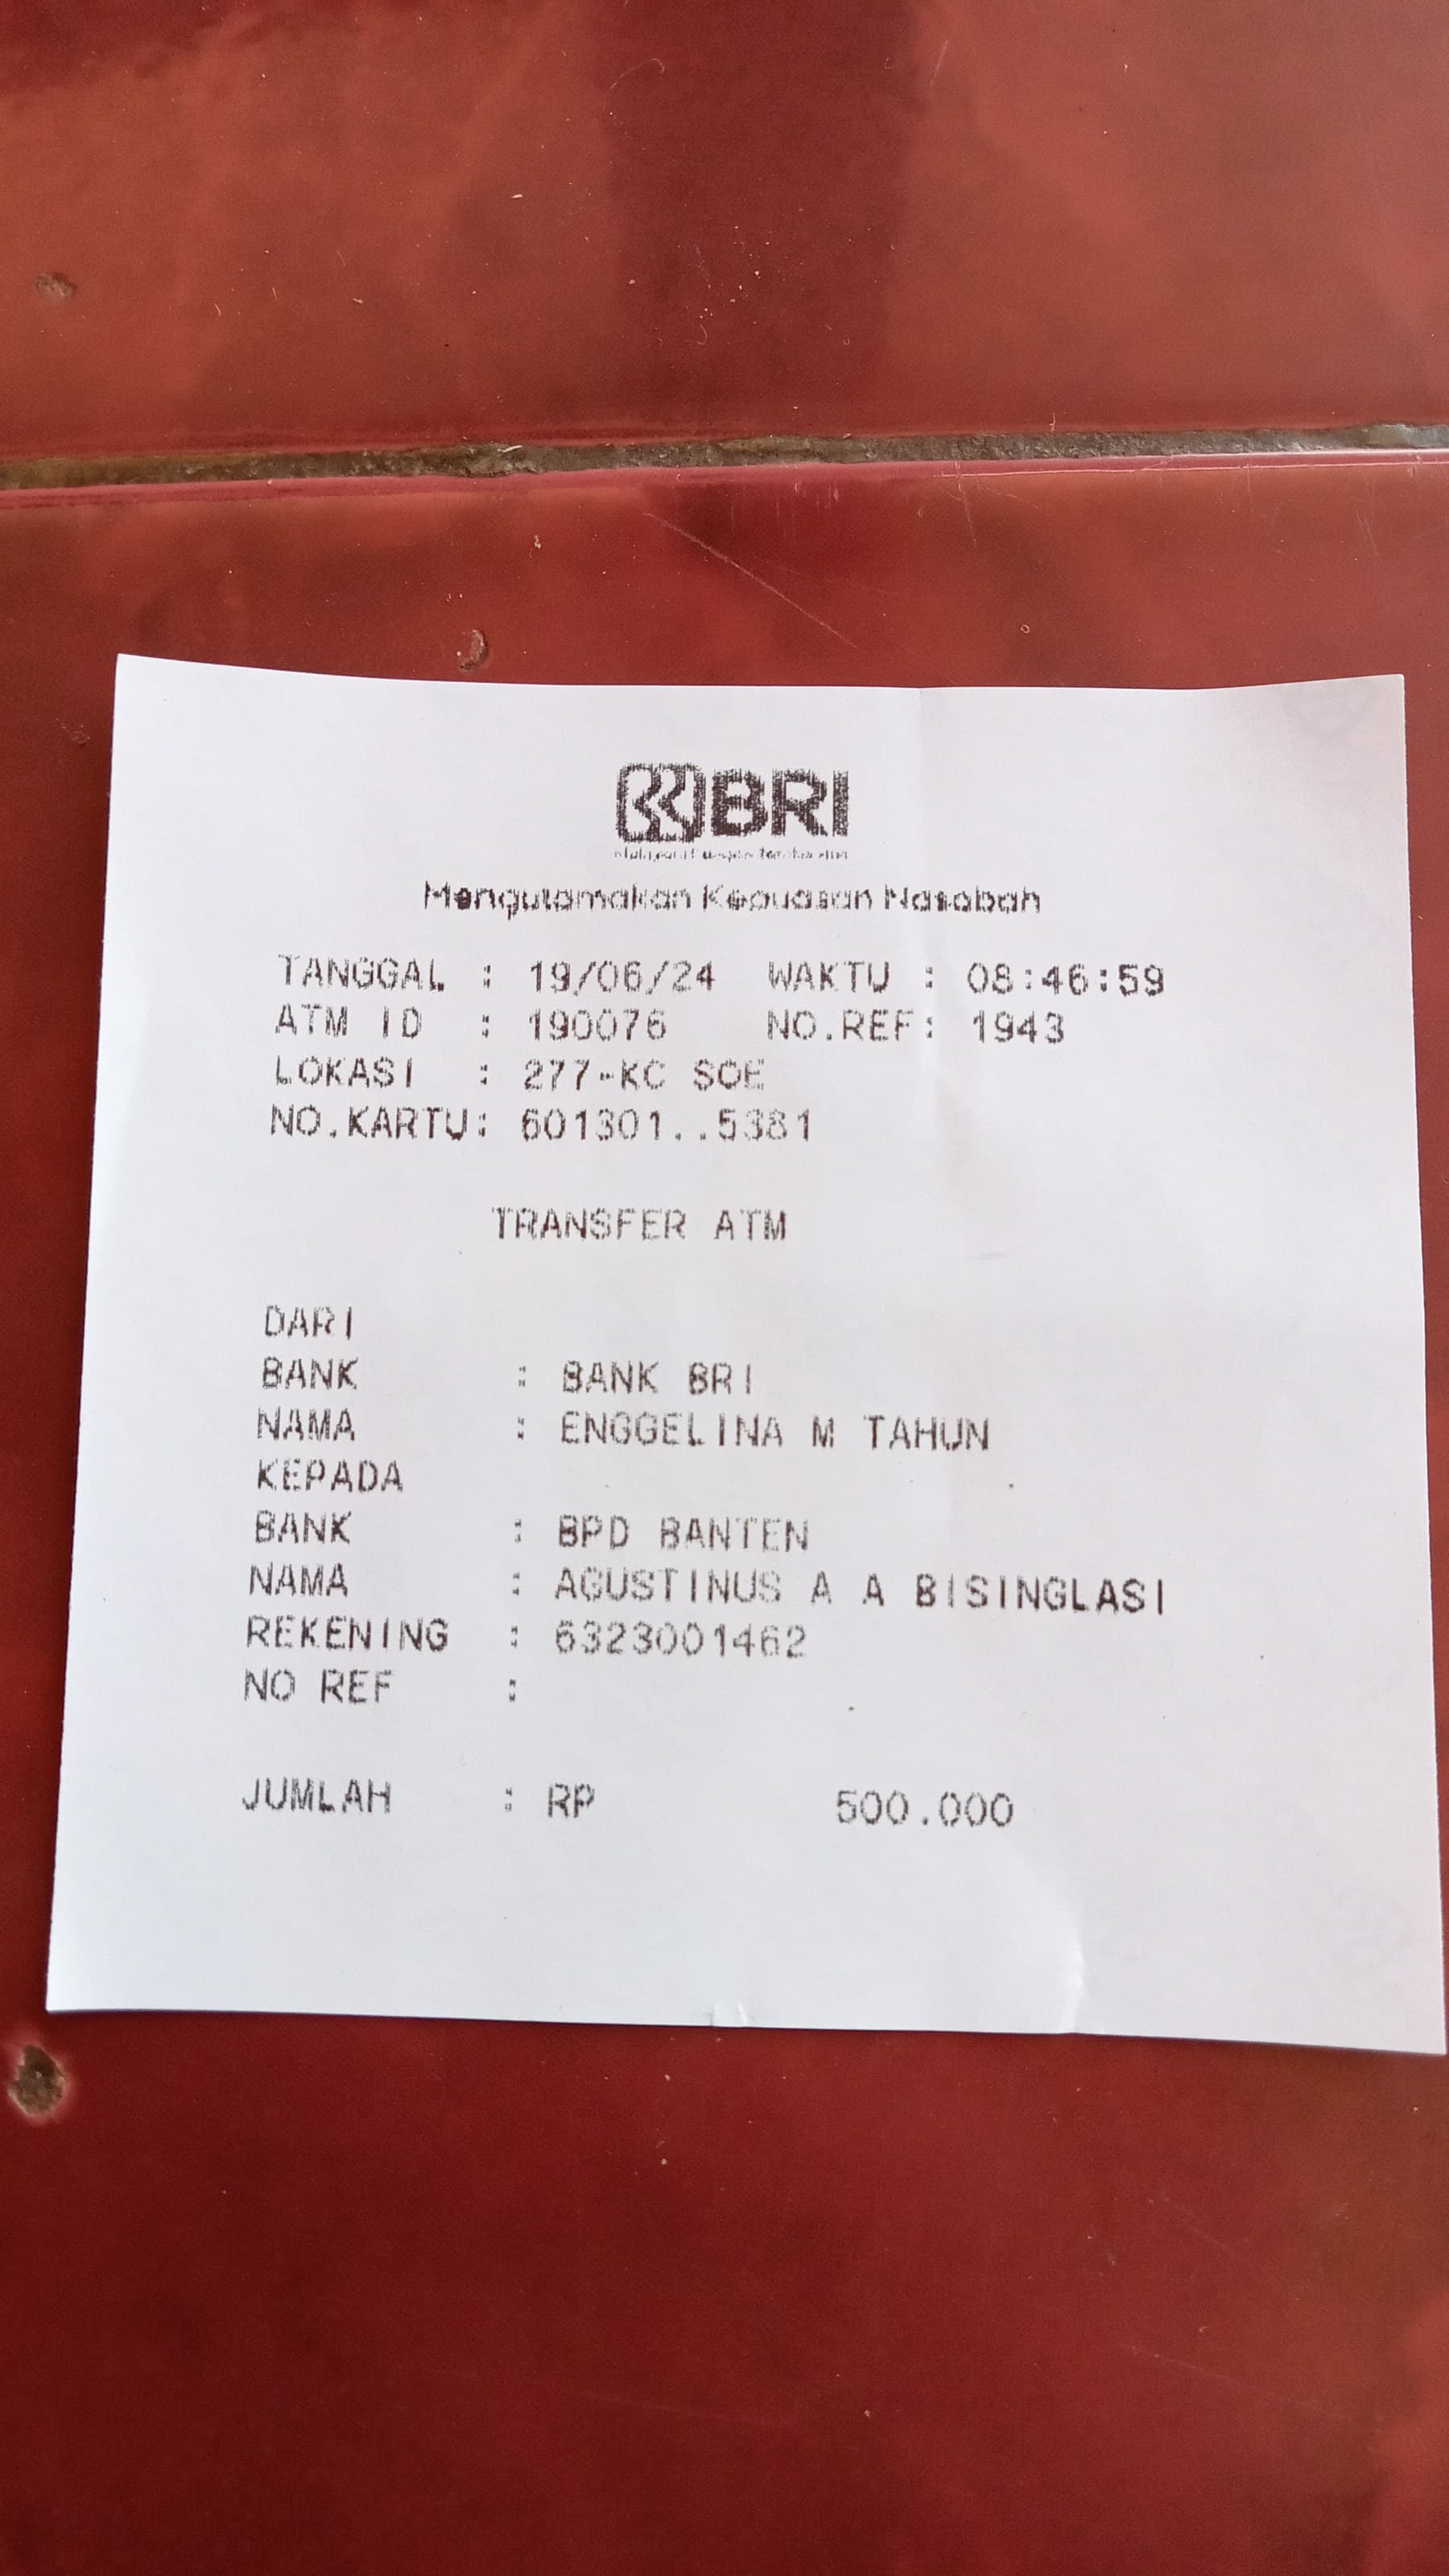 BRI
Mengutamakan Kepuasan Nasabah
TANGGAL : 19/06/24 WAKTU : 08:46:59
ATM ID : 190076 NO.REF: 1943
LOKASI : 277-KC SOE
NO.KARTU: 601301..5381
TRANSFER ATM
DARI
BANK : BANK BRI
NAMA : ENGGELINA M TAHUN
KEPADA
BANK : BPD BANTEN
NAMA : AGUSTINUS A A BISINGLASI
REKENING : 6323001462
NO REF :
JUMLAH : RP 500.000